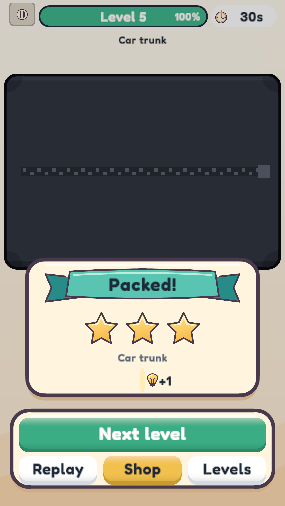 Level 5
100%
30s
Car trunk
Packed!
Car trunk
+1
Next level
Replay
Shop
Levels